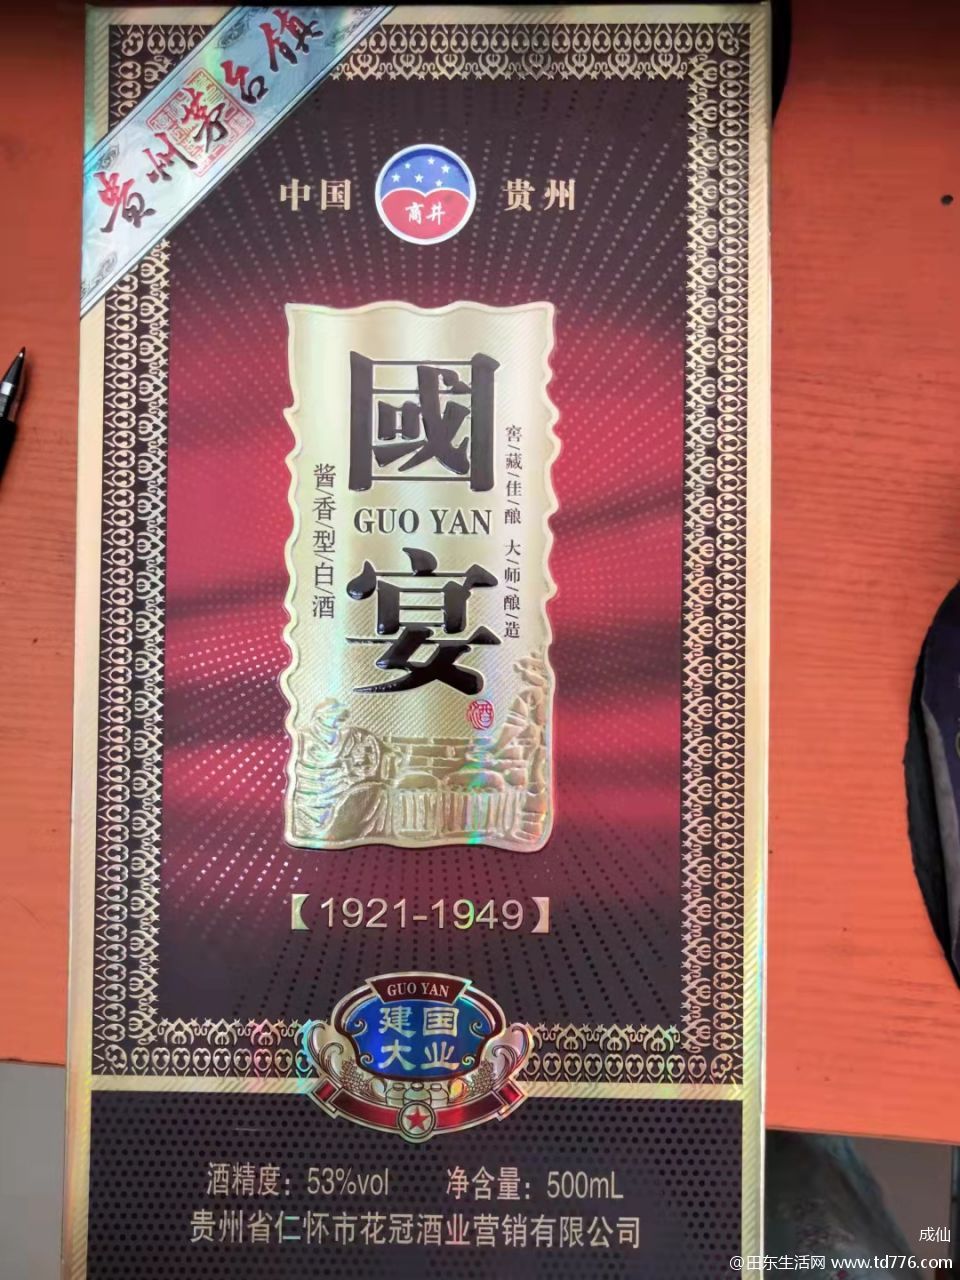 贵州茅台镇
中国
商井
贵州
國
GUO YAN
宴
酱/香/型/白/酒
窖/藏/佳/酿 大/师/酿/造
酒
【1921-1949】
GUO YAN
建国
大业
酒精度：53%vol 净含量：500mL
贵州省仁怀市花冠酒业营销有限公司
成仙
@田东生活网 www.td776.com